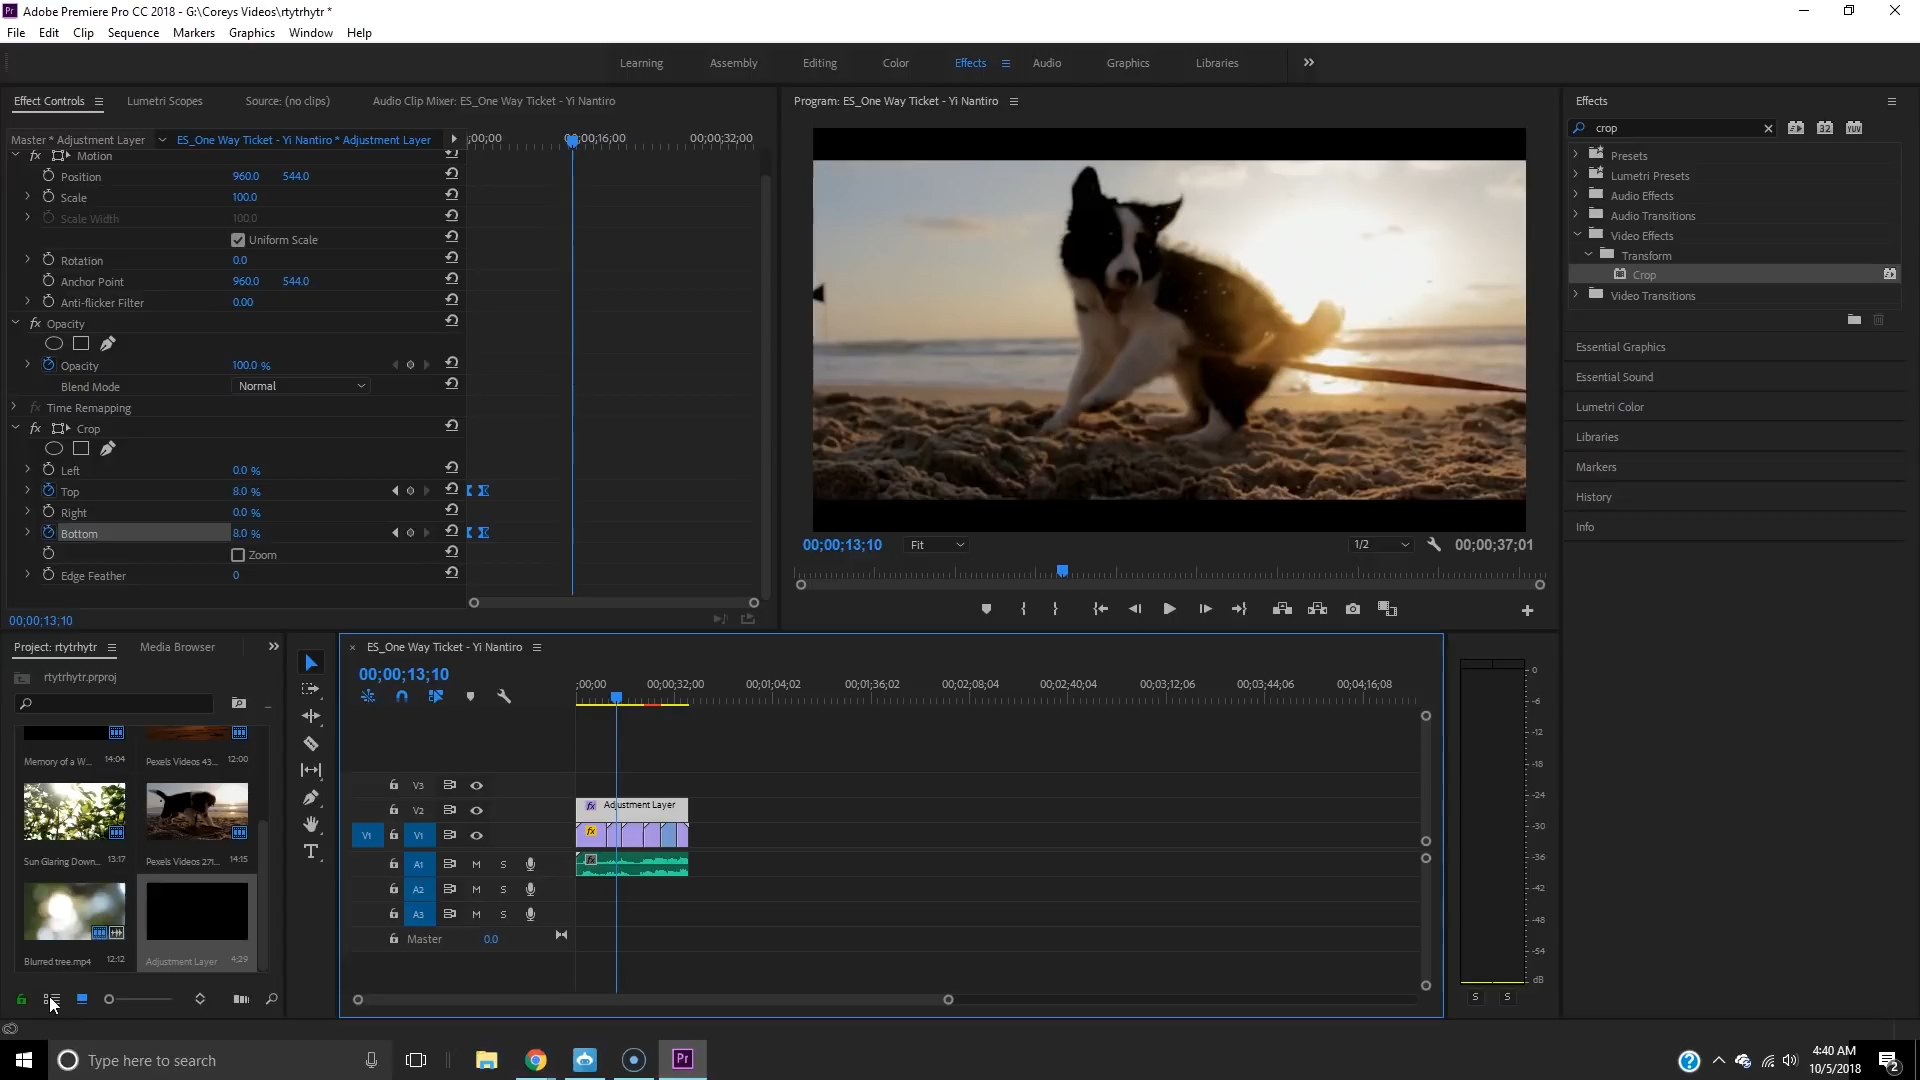 Adobe Premiere Pro CC 2018 - G:\Coreys Videos\rtytrhytr *
File Edit Clip Sequence Markers Graphics Window Help
Learning Assembly Editing Color Effects Audio Graphics Libraries
Effect Controls Lumetri Scopes Source: (no clips) Audio Clip Mixer: ES_One Way Ticket - Yi Nantiro
Master * Adjustment Layer ES_One Way Ticket - Yi Nantiro * Adjustment Layer
;00;00 00;00;16;00 00;00;32;00
fx Motion
Position 960.0 544.0
Scale 100.0
Scale Width 100.0
Uniform Scale
Rotation 0.0
Anchor Point 960.0 544.0
Anti-flicker Filter 0.00
fx Opacity
Opacity 100.0 %
Blend Mode Normal
fx Time Remapping
fx Crop
Left 0.0 %
Top 8.0 %
Right 0.0 %
Bottom 8.0 %
Zoom
Edge Feather 0
00;00;13;10
Program: ES_One Way Ticket - Yi Nantiro
00;00;13;10 Fit 1/2 00;00;37;01
Effects
crop
32 YUV
Presets
Lumetri Presets
Audio Effects
Audio Transitions
Video Effects
Transform
Crop
Video Transitions
Essential Graphics
Essential Sound
Lumetri Color
Libraries
Markers
History
Info
Project: rtytrhytr Media Browser
rtytrhytr.prproj
Memory of a W... 14:04 Pexels Videos 43... 12:00
Sun Glaring Down... 13:17 Pexels Videos 271... 14:15
Blurred tree.mp4 12:12 Adjustment Layer 4;29
ES_One Way Ticket - Yi Nantiro
00;00;13;10
;00;00 00;00;32;00 00;01;04;02 00;01;36;02 00;02;08;04 00;02;40;04 00;03;12;06 00;03;44;06 00;04;16;08
V3
V2 fx Adjustment Layer
V1 V1 fx
A1 M S fx
A2 M S
A3 M S
Master 0.0
0
-6
-12
-18
-24
-30
-36
-42
-48
-54
dB
S S
Type here to search
Pr
4:40 AM
10/5/2018
2